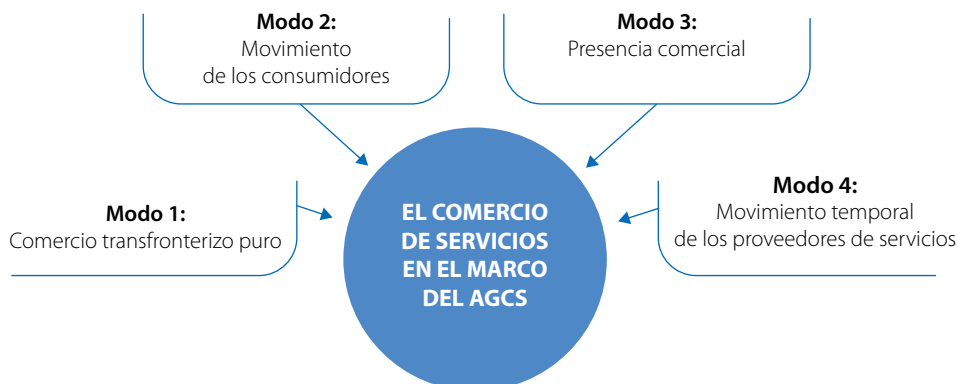 Modo 2:
Movimiento
de los consumidores
Modo 3:
Presencia comercial
Modo 1:
Comercio transfronterizo puro
EL COMERCIO
DE SERVICIOS
EN EL MARCO
DEL AGCS
Modo 4:
Movimiento temporal
de los proveedores de servicios